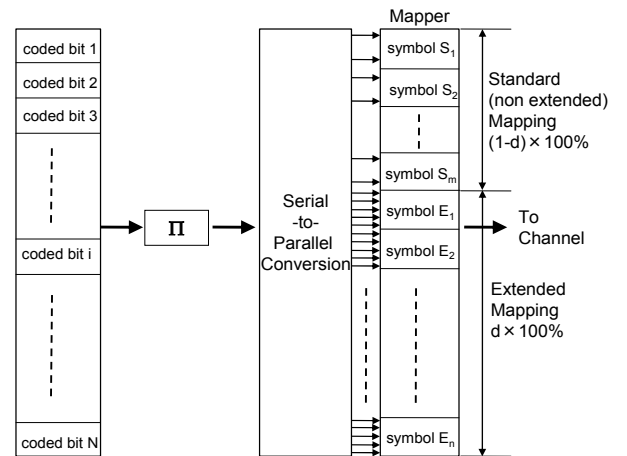 coded bit 1
coded bit 2
coded bit 3
coded bit i
coded bit N
Π
Serial
-to-
Parallel
Conversion
Mapper
symbol S1
symbol S2
symbol Sm
symbol E1
symbol E2
symbol En
Standard
(non extended)
Mapping
(1-d)×100%
To
Channel
Extended
Mapping
d×100%